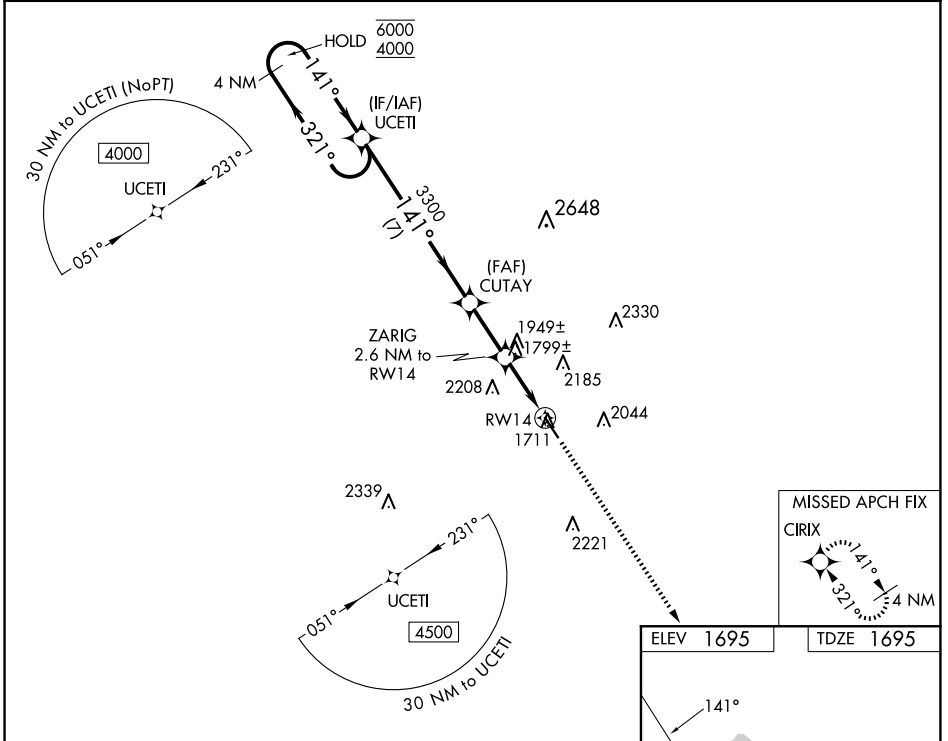 HOLD 6000
4000
4 NM
141°
321°
(IF/IAF)
UCETI
30 NM to UCETI (NoPT)
4000
UCETI
231°
051°
3300
141°
(7)
2648
(FAF)
CUTAY
2330
1949±
1799±
ZARIG
2.6 NM to
RW14
2185
2208
RW14
1711
2044
2339
2221
231°
051°
UCETI
4500
30 NM to UCETI
MISSED APCH FIX
CIRIX
141°
321°
4 NM
ELEV 1695
TDZE 1695
141°